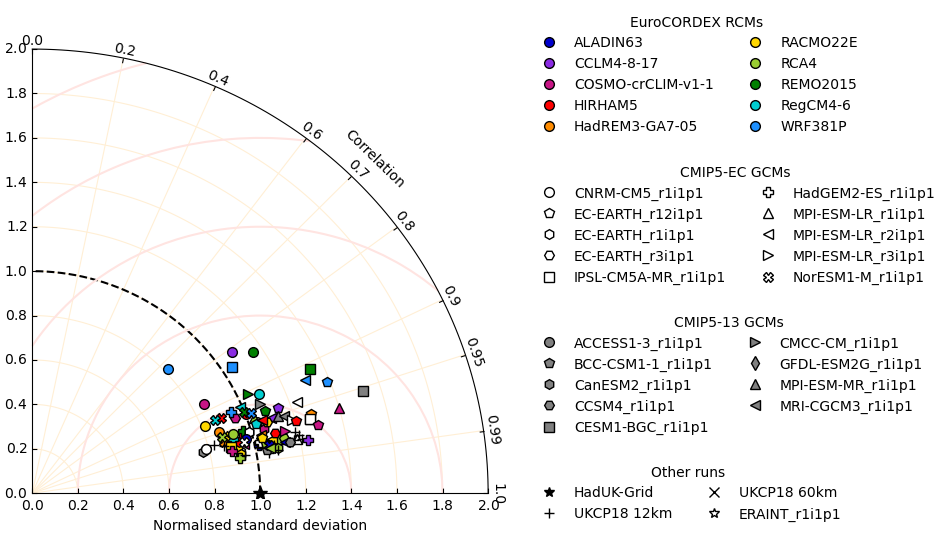 0.0
0.2
0.4
0.6
0.7
0.8
0.9
0.95
0.99
1.0
Correlation
2.0
1.8
1.6
1.4
1.2
1.0
0.8
0.6
0.4
0.2
0.0
0.0 0.2 0.4 0.6 0.8 1.0 1.2 1.4 1.6 1.8 2.0
Normalised standard deviation
EuroCORDEX RCMs
ALADIN63 RACMO22E
CCLM4-8-17 RCA4
COSMO-crCLIM-v1-1 REMO2015
HIRHAM5 RegCM4-6
HadREM3-GA7-05 WRF381P
CMIP5-EC GCMs
CNRM-CM5_r1i1p1 HadGEM2-ES_r1i1p1
EC-EARTH_r12i1p1 MPI-ESM-LR_r1i1p1
EC-EARTH_r1i1p1 MPI-ESM-LR_r2i1p1
EC-EARTH_r3i1p1 MPI-ESM-LR_r3i1p1
IPSL-CM5A-MR_r1i1p1 NorESM1-M_r1i1p1
CMIP5-13 GCMs
ACCESS1-3_r1i1p1 CMCC-CM_r1i1p1
BCC-CSM1-1_r1i1p1 GFDL-ESM2G_r1i1p1
CanESM2_r1i1p1 MPI-ESM-MR_r1i1p1
CCSM4_r1i1p1 MRI-CGCM3_r1i1p1
CESM1-BGC_r1i1p1
Other runs
HadUK-Grid UKCP18 60km
UKCP18 12km ERAINT_r1i1p1